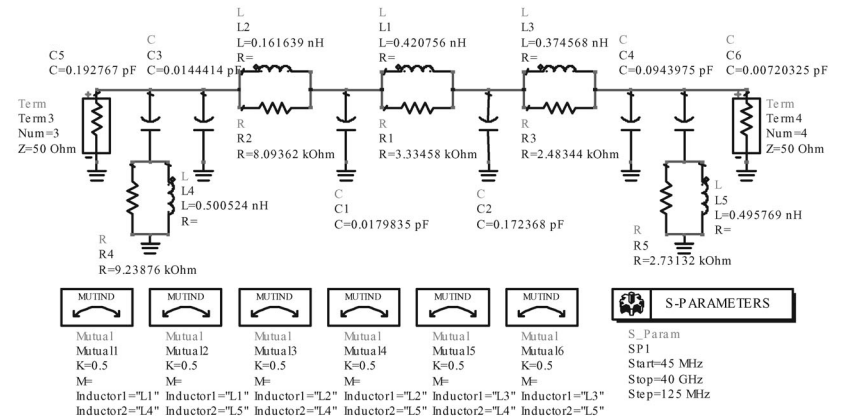 L
L2
L=0.161639 nH
R=
L
L1
L=0.420756 nH
R=
L
L3
L=0.374568 nH
R=
C5
C=0.192767 pF
C
C3
C=0.0144414 pF
C
C4
C=0.0943975 pF
C
C6
C=0.00720325 pF
Term
Term3
Num=3
Z=50 Ohm
R
R2
R=8.09362 kOhm
R
R1
R=3.33458 kOhm
R
R3
R=2.48344 kOhm
Term
Term4
Num=4
Z=50 Ohm
L
L4
L=0.500524 nH
R=
C
C1
C=0.0179835 pF
C
C2
C=0.172368 pF
L
L5
L=0.495769 nH
R=
R
R4
R=9.23876 kOhm
R
R5
R=2.73132 kOhm
MUTIND
Mutual
Mutual1
K=0.5
M=
Inductor1="L1"
Inductor2="L4"
MUTIND
Mutual
Mutual2
K=0.5
M=
Inductor1="L1"
Inductor2="L5"
MUTIND
Mutual
Mutual3
K=0.5
M=
Inductor1="L2"
Inductor2="L4"
MUTIND
Mutual
Mutual4
K=0.5
M=
Inductor1="L2"
Inductor2="L5"
MUTIND
Mutual
Mutual5
K=0.5
M=
Inductor1="L3"
Inductor2="L4"
MUTIND
Mutual
Mutual6
K=0.5
M=
Inductor1="L3"
Inductor2="L5"
S-PARAMETERS
S_Param
SP1
Start=45 MHz
Stop=40 GHz
Step=125 MHz